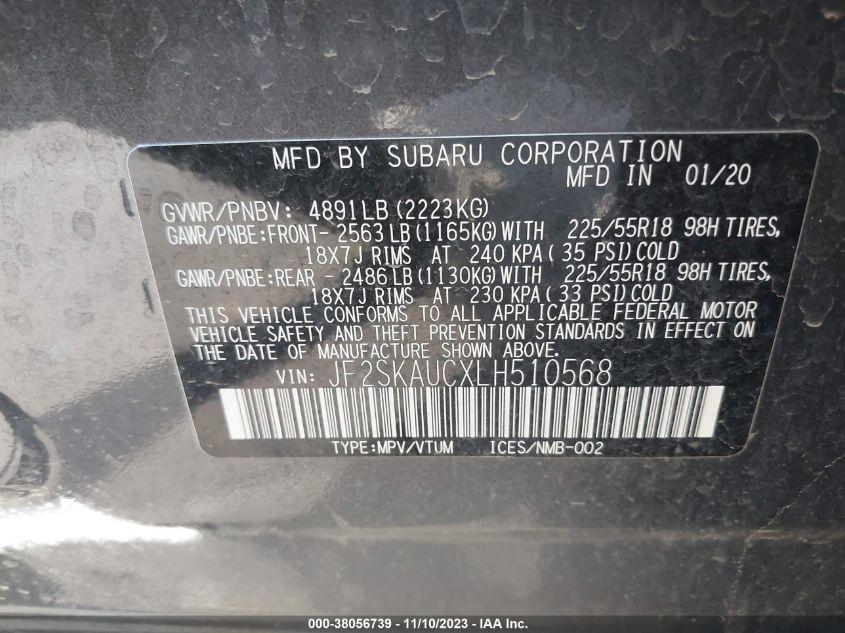 MFD BY SUBARU CORPORATION
MFD IN 01/20
GVWR/PNBV: 4891LB (2223KG)
GAWR/PNBE:FRONT- 2563 LB (1165KG) WITH 225/55R18 98H TIRES,
18X7J RIMS AT 240 KPA ( 35 PSI) COLD
GAWR/PNBE:REAR - 2486 LB (1130KG) WITH 225/55R18 98H TIRES,
18X7J RIMS AT 230 KPA ( 33 PSI) COLD
THIS VEHICLE CONFORMS TO ALL APPLICABLE FEDERAL MOTOR
VEHICLE SAFETY AND THEFT PREVENTION STANDARDS IN EFFECT ON
THE DATE OF MANUFACTURE SHOWN ABOVE.
VIN: JF2SKAUCXLH510568
TYPE:MPV/VTUM ICES/NMB-002
000-38056739 - 11/10/2023 - IAA Inc.